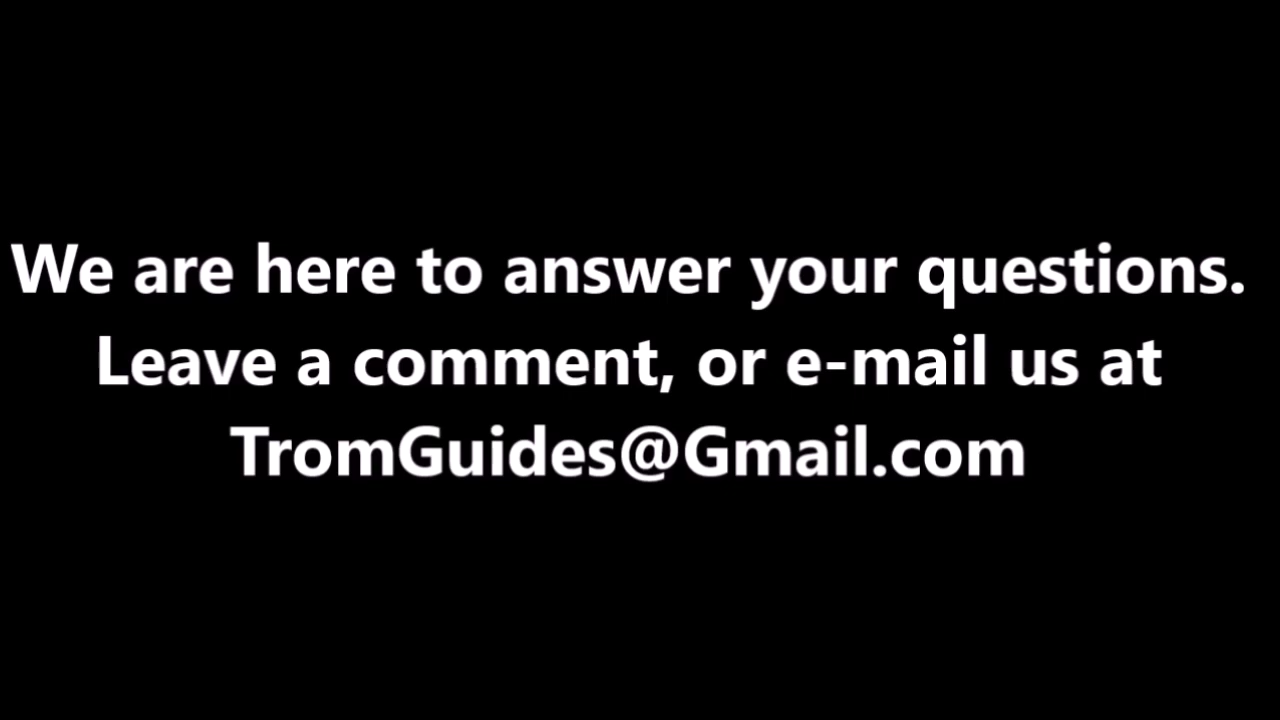 We are here to answer your questions.
Leave a comment, or e-mail us at
TromGuides@Gmail.com